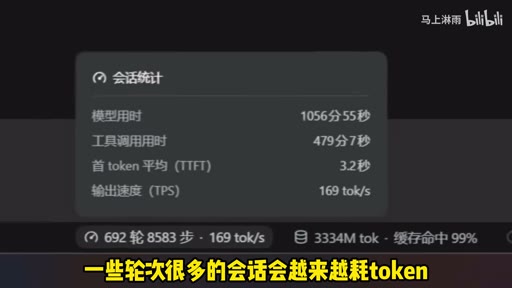 马上淋雨 bilibili
会话统计
模型用时 1056分55秒
工具调用用时 479分7秒
首 token 平均（TTFT） 3.2秒
输出速度（TPS） 169 tok/s
692 轮 8583 步 · 169 tok/s 3334M tok · 缓存命中 99%
一些轮次很多的会话会越来越耗token